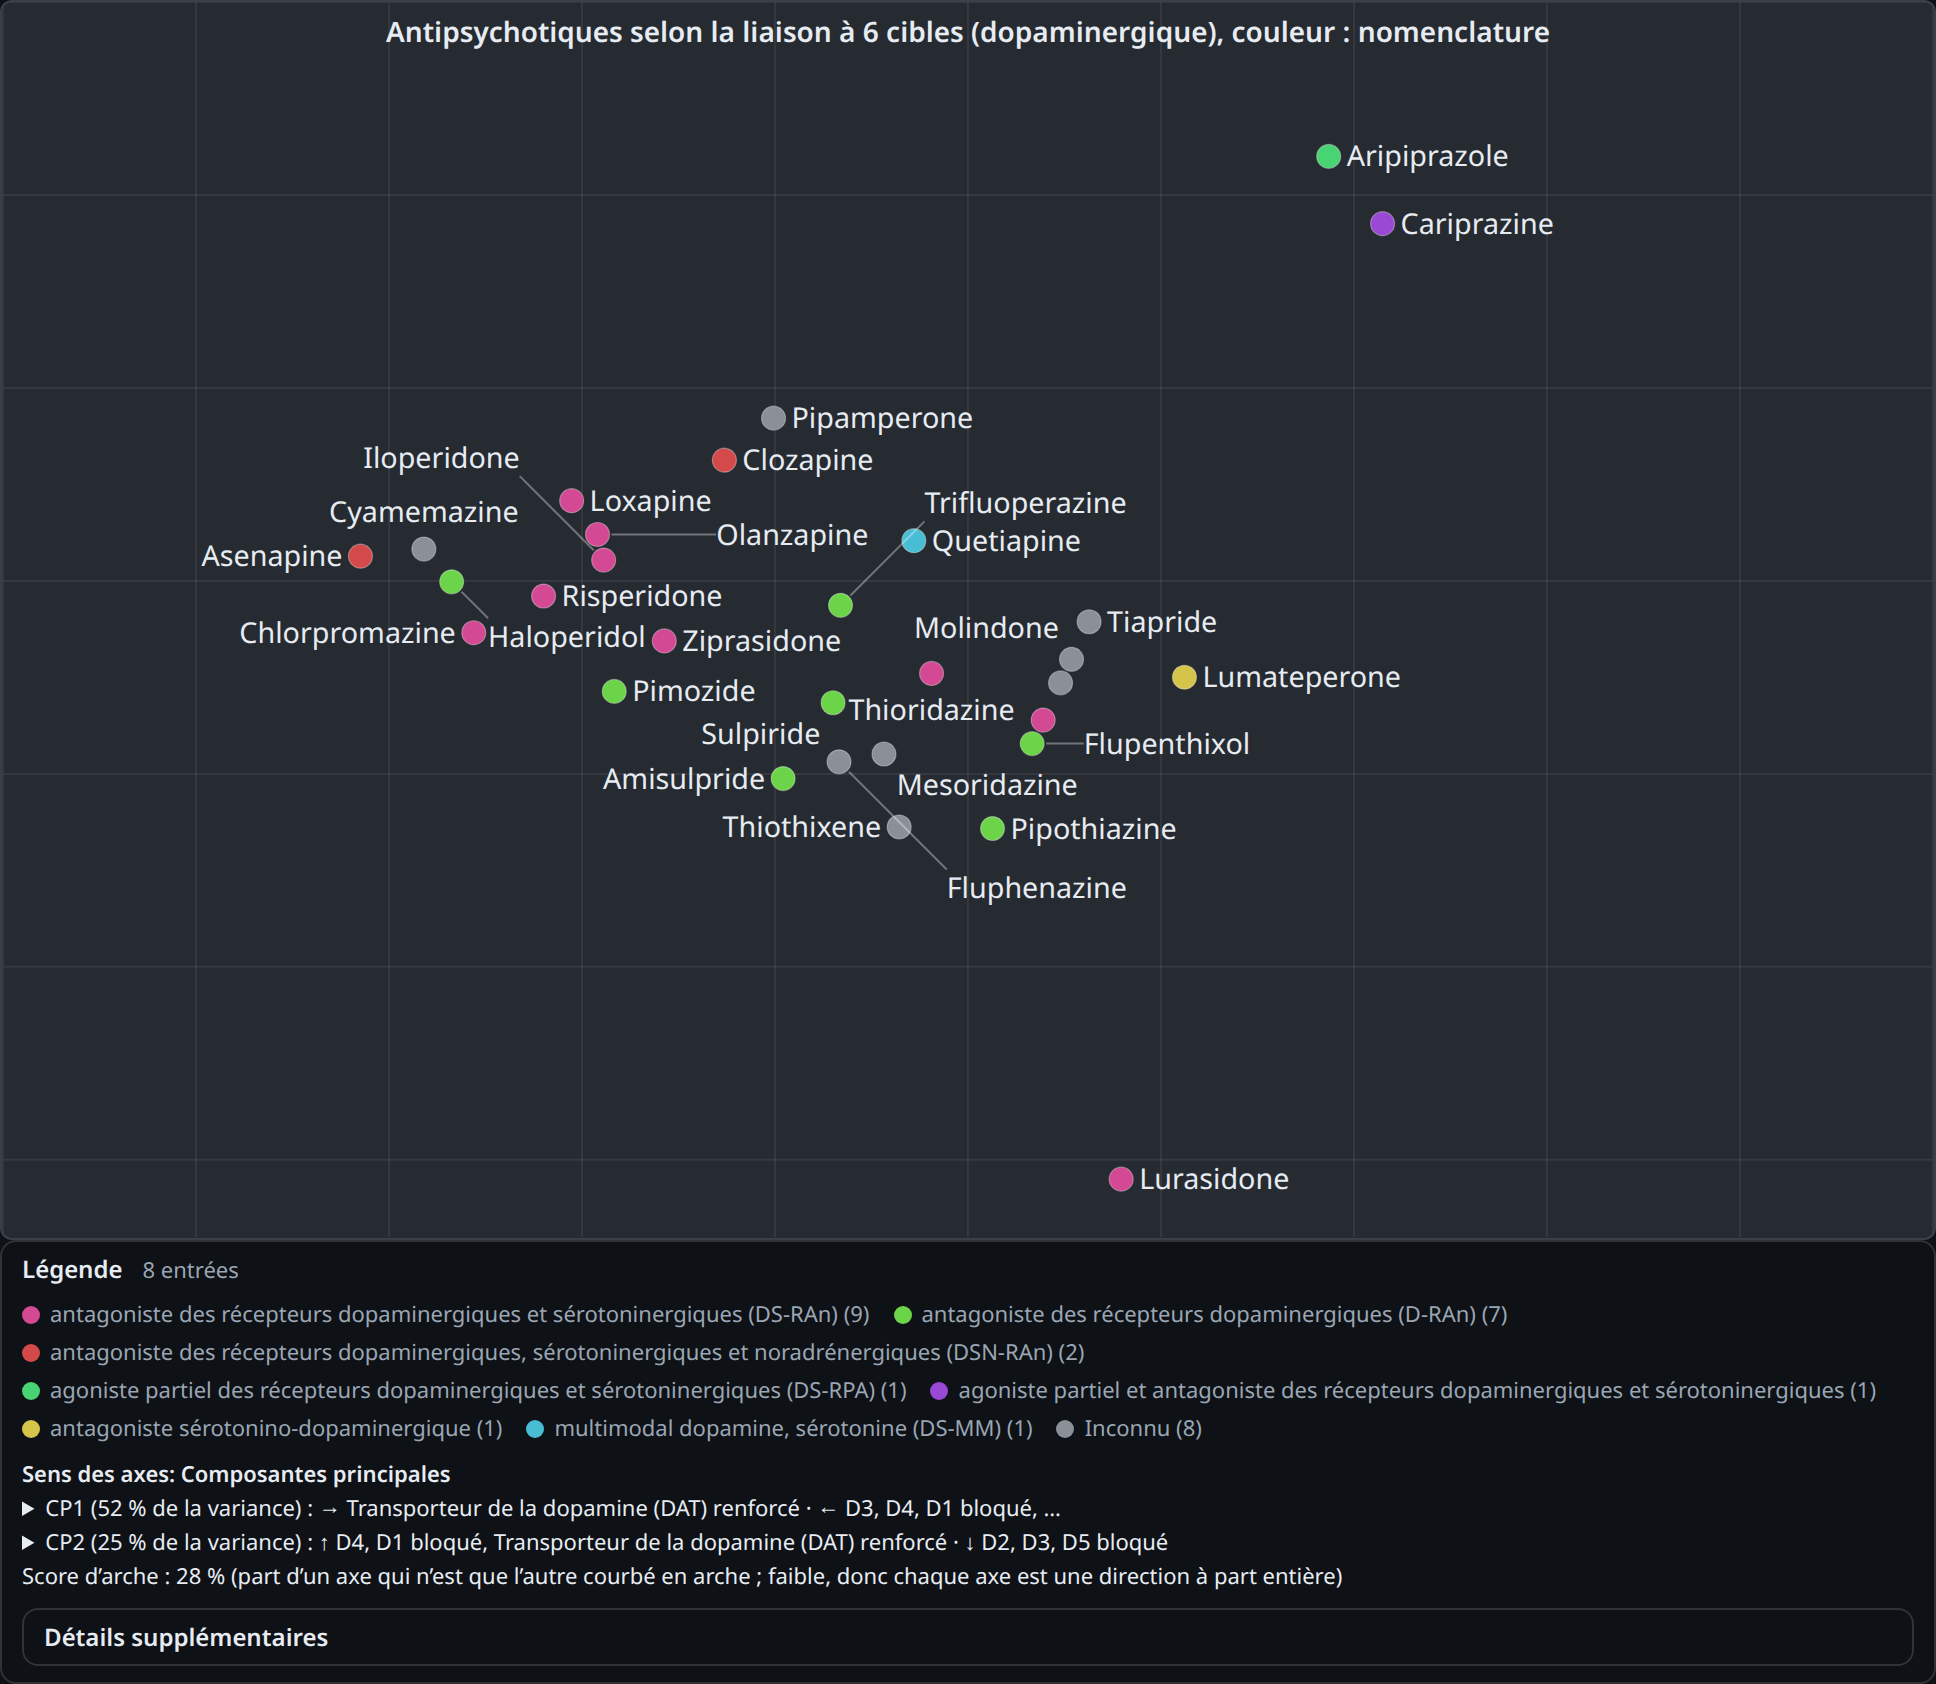 Antipsychotiques selon la liaison à 6 cibles (dopaminergique), couleur : nomenclature
Aripiprazole
Cariprazine
Pipamperone
Iloperidone
Clozapine
Loxapine
Trifluoperazine
Cyamemazine
Olanzapine
Quetiapine
Asenapine
Risperidone
Tiapride
Molindone
Chlorpromazine
Haloperidol
Ziprasidone
Lumateperone
Pimozide
Thioridazine
Sulpiride
Flupenthixol
Amisulpride
Mesoridazine
Thiothixene
Pipothiazine
Fluphenazine
Lurasidone
Légende 8 entrées
antagoniste des récepteurs dopaminergiques et sérotoninergiques (DS-RAn) (9) antagoniste des récepteurs dopaminergiques (D-RAn) (7)
antagoniste des récepteurs dopaminergiques, sérotoninergiques et noradrénergiques (DSN-RAn) (2)
agoniste partiel des récepteurs dopaminergiques et sérotoninergiques (DS-RPA) (1) agoniste partiel et antagoniste des récepteurs dopaminergiques et sérotoninergiques (1)
antagoniste sérotonino-dopaminergique (1) multimodal dopamine, sérotonine (DS-MM) (1) Inconnu (8)
Sens des axes: Composantes principales
▶ CP1 (52 % de la variance) : → Transporteur de la dopamine (DAT) renforcé · ← D3, D4, D1 bloqué, ...
▶ CP2 (25 % de la variance) : ↑ D4, D1 bloqué, Transporteur de la dopamine (DAT) renforcé · ↓ D2, D3, D5 bloqué
Score d’arche : 28 % (part d’un axe qui n’est que l’autre courbé en arche ; faible, donc chaque axe est une direction à part entière)
Détails supplémentaires